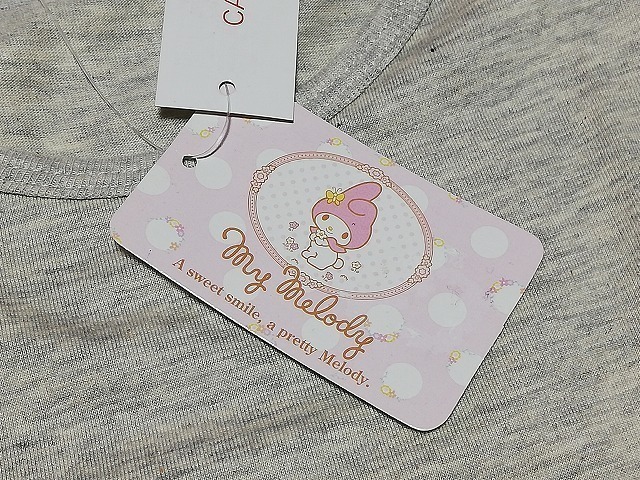 CA
My Melody
A sweet smile, a pretty Melody.